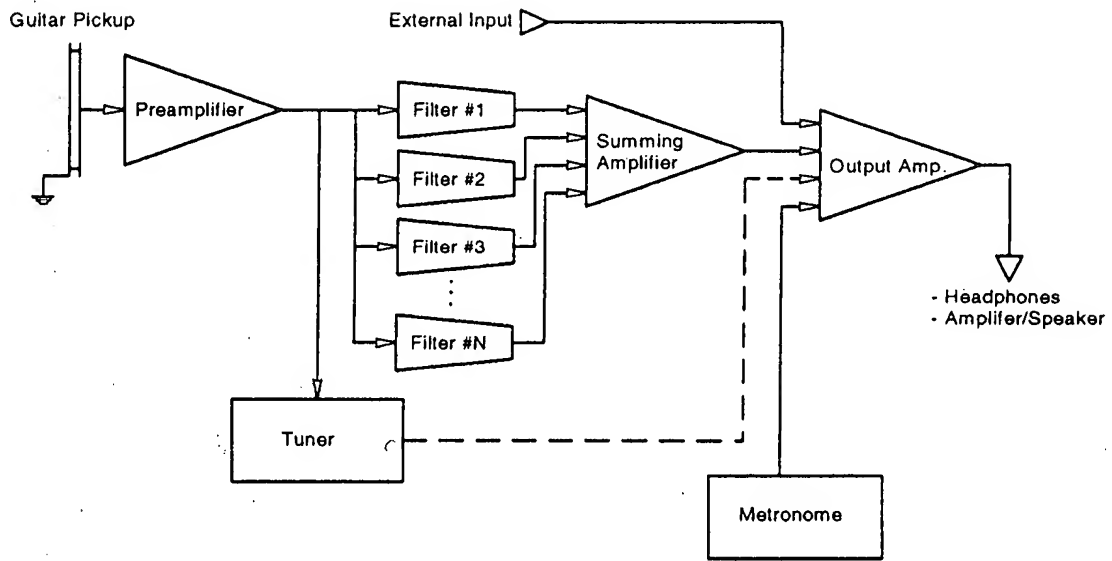 Guitar Pickup
External Input
Preamplifier
Filter #1
Filter #2
Filter #3
Filter #N
Summing
Amplifier
Output Amp.
- Headphones
- Amplifer/Speaker
Tuner
Metronome